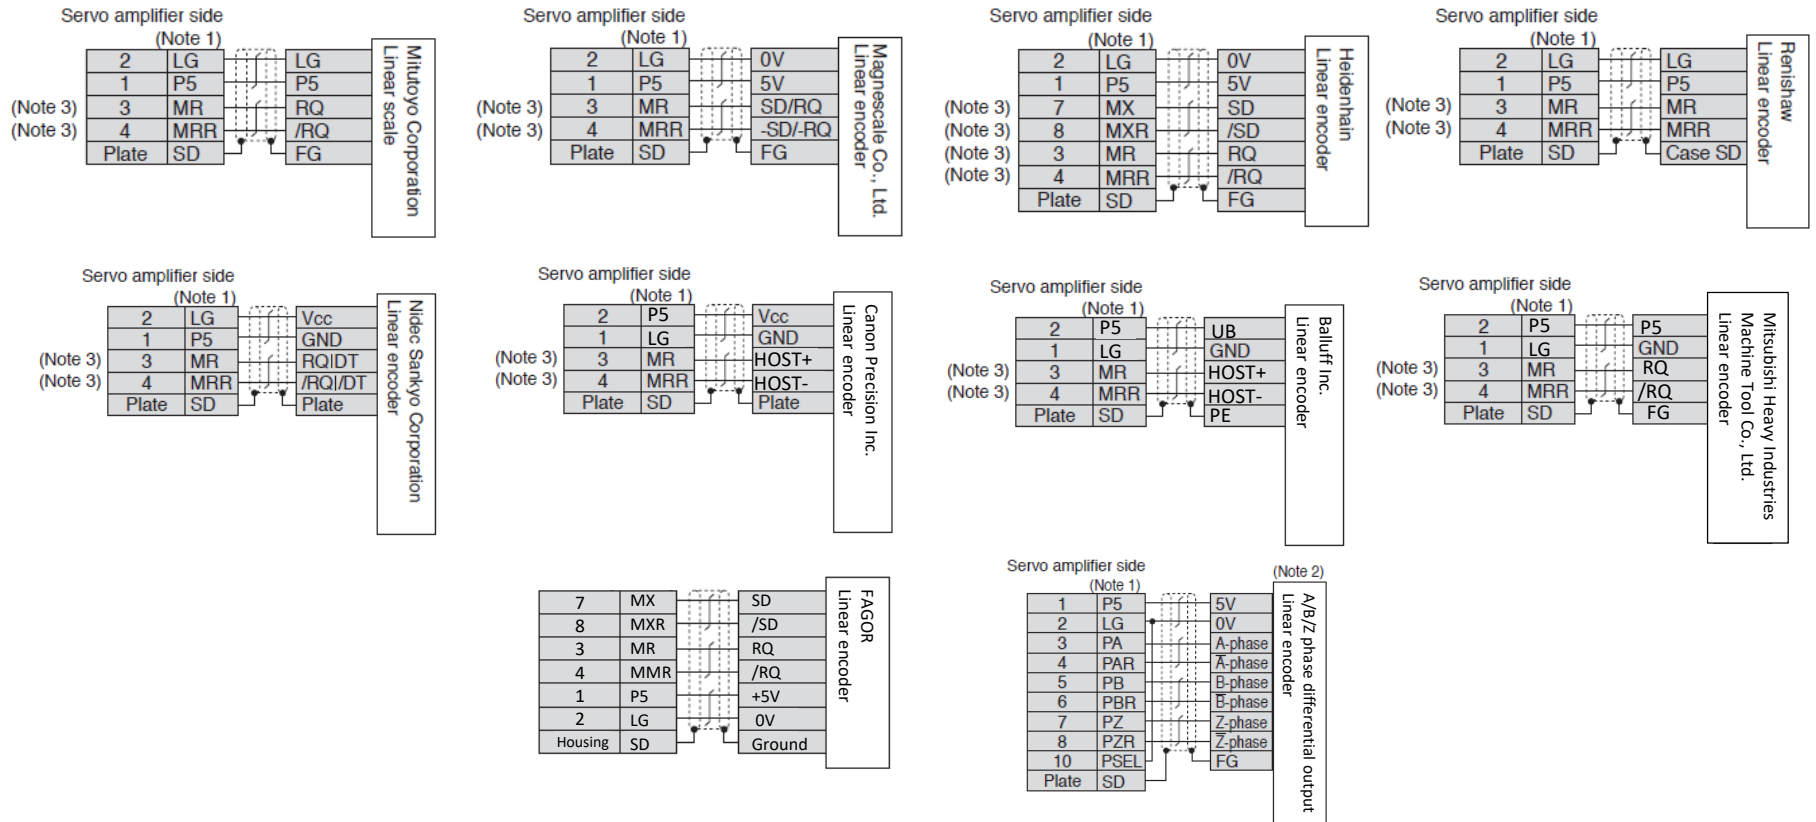 Servo amplifier side
(Note 1)
2 LG LG
1 P5 P5
(Note 3) 3 MR RQ
(Note 3) 4 MRR /RQ
Plate SD FG
Mitutoyo Corporation
Linear scale
Servo amplifier side
(Note 1)
2 LG 0V
1 P5 5V
(Note 3) 3 MR SD/RQ
(Note 3) 4 MRR -SD/-RQ
Plate SD FG
Magnescale Co., Ltd.
Linear encoder
Servo amplifier side
(Note 1)
2 LG 0V
1 P5 5V
(Note 3) 7 MX SD
(Note 3) 8 MXR /SD
(Note 3) 3 MR RQ
(Note 3) 4 MRR /RQ
Plate SD FG
Heidenhain
Linear encoder
Servo amplifier side
(Note 1)
2 LG LG
1 P5 P5
(Note 3) 3 MR MR
(Note 3) 4 MRR MRR
Plate SD Case SD
Renishaw
Linear encoder
Servo amplifier side
(Note 1)
2 LG Vcc
1 P5 GND
(Note 3) 3 MR RQ|DT
(Note 3) 4 MRR /RQ|/DT
Plate SD Plate
Nidec Sankyo Corporation
Linear encoder
Servo amplifier side
(Note 1)
2 P5 Vcc
1 LG GND
(Note 3) 3 MR HOST+
(Note 3) 4 MRR HOST-
Plate SD Plate
Canon Precision Inc.
Linear encoder
Servo amplifier side
(Note 1)
2 P5 UB
1 LG GND
(Note 3) 3 MR HOST+
(Note 3) 4 MRR HOST-
Plate SD PE
Balluff Inc.
Linear encoder
Servo amplifier side
(Note 1)
2 P5 P5
1 LG GND
(Note 3) 3 MR RQ
(Note 3) 4 MRR /RQ
Plate SD FG
Mitsubishi Heavy Industries
Machine Tool Co., Ltd.
Linear encoder
7 MX SD
8 MXR /SD
3 MR RQ
4 MMR /RQ
1 P5 +5V
2 LG 0V
Housing SD Ground
FAGOR
Linear encoder
Servo amplifier side
(Note 1)
(Note 2)
1 P5 5V
2 LG 0V
3 PA A-phase
4 PAR A̅-phase
5 PB B-phase
6 PBR B̅-phase
7 PZ Z-phase
8 PZR Z̅-phase
10 PSEL FG
Plate SD
A/B/Z phase differential output
Linear encoder